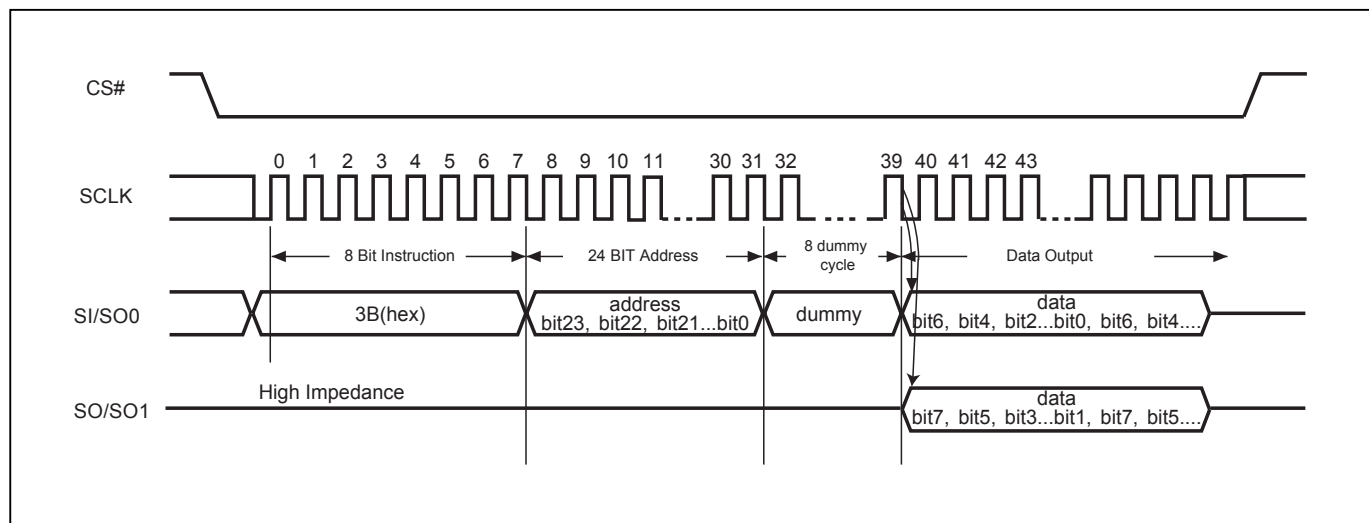 CS#
0 1 2 3 4 5 6 7 8 9 10 11 30 31 32 39 40 41 42 43
SCLK
8 Bit Instruction
24 BIT Address
8 dummy
cycle
Data Output
SI/SO0
3B(hex)
address
bit23, bit22, bit21...bit0
dummy
data
bit6, bit4, bit2...bit0, bit6, bit4....
High Impedance
SO/SO1
data
bit7, bit5, bit3...bit1, bit7, bit5....